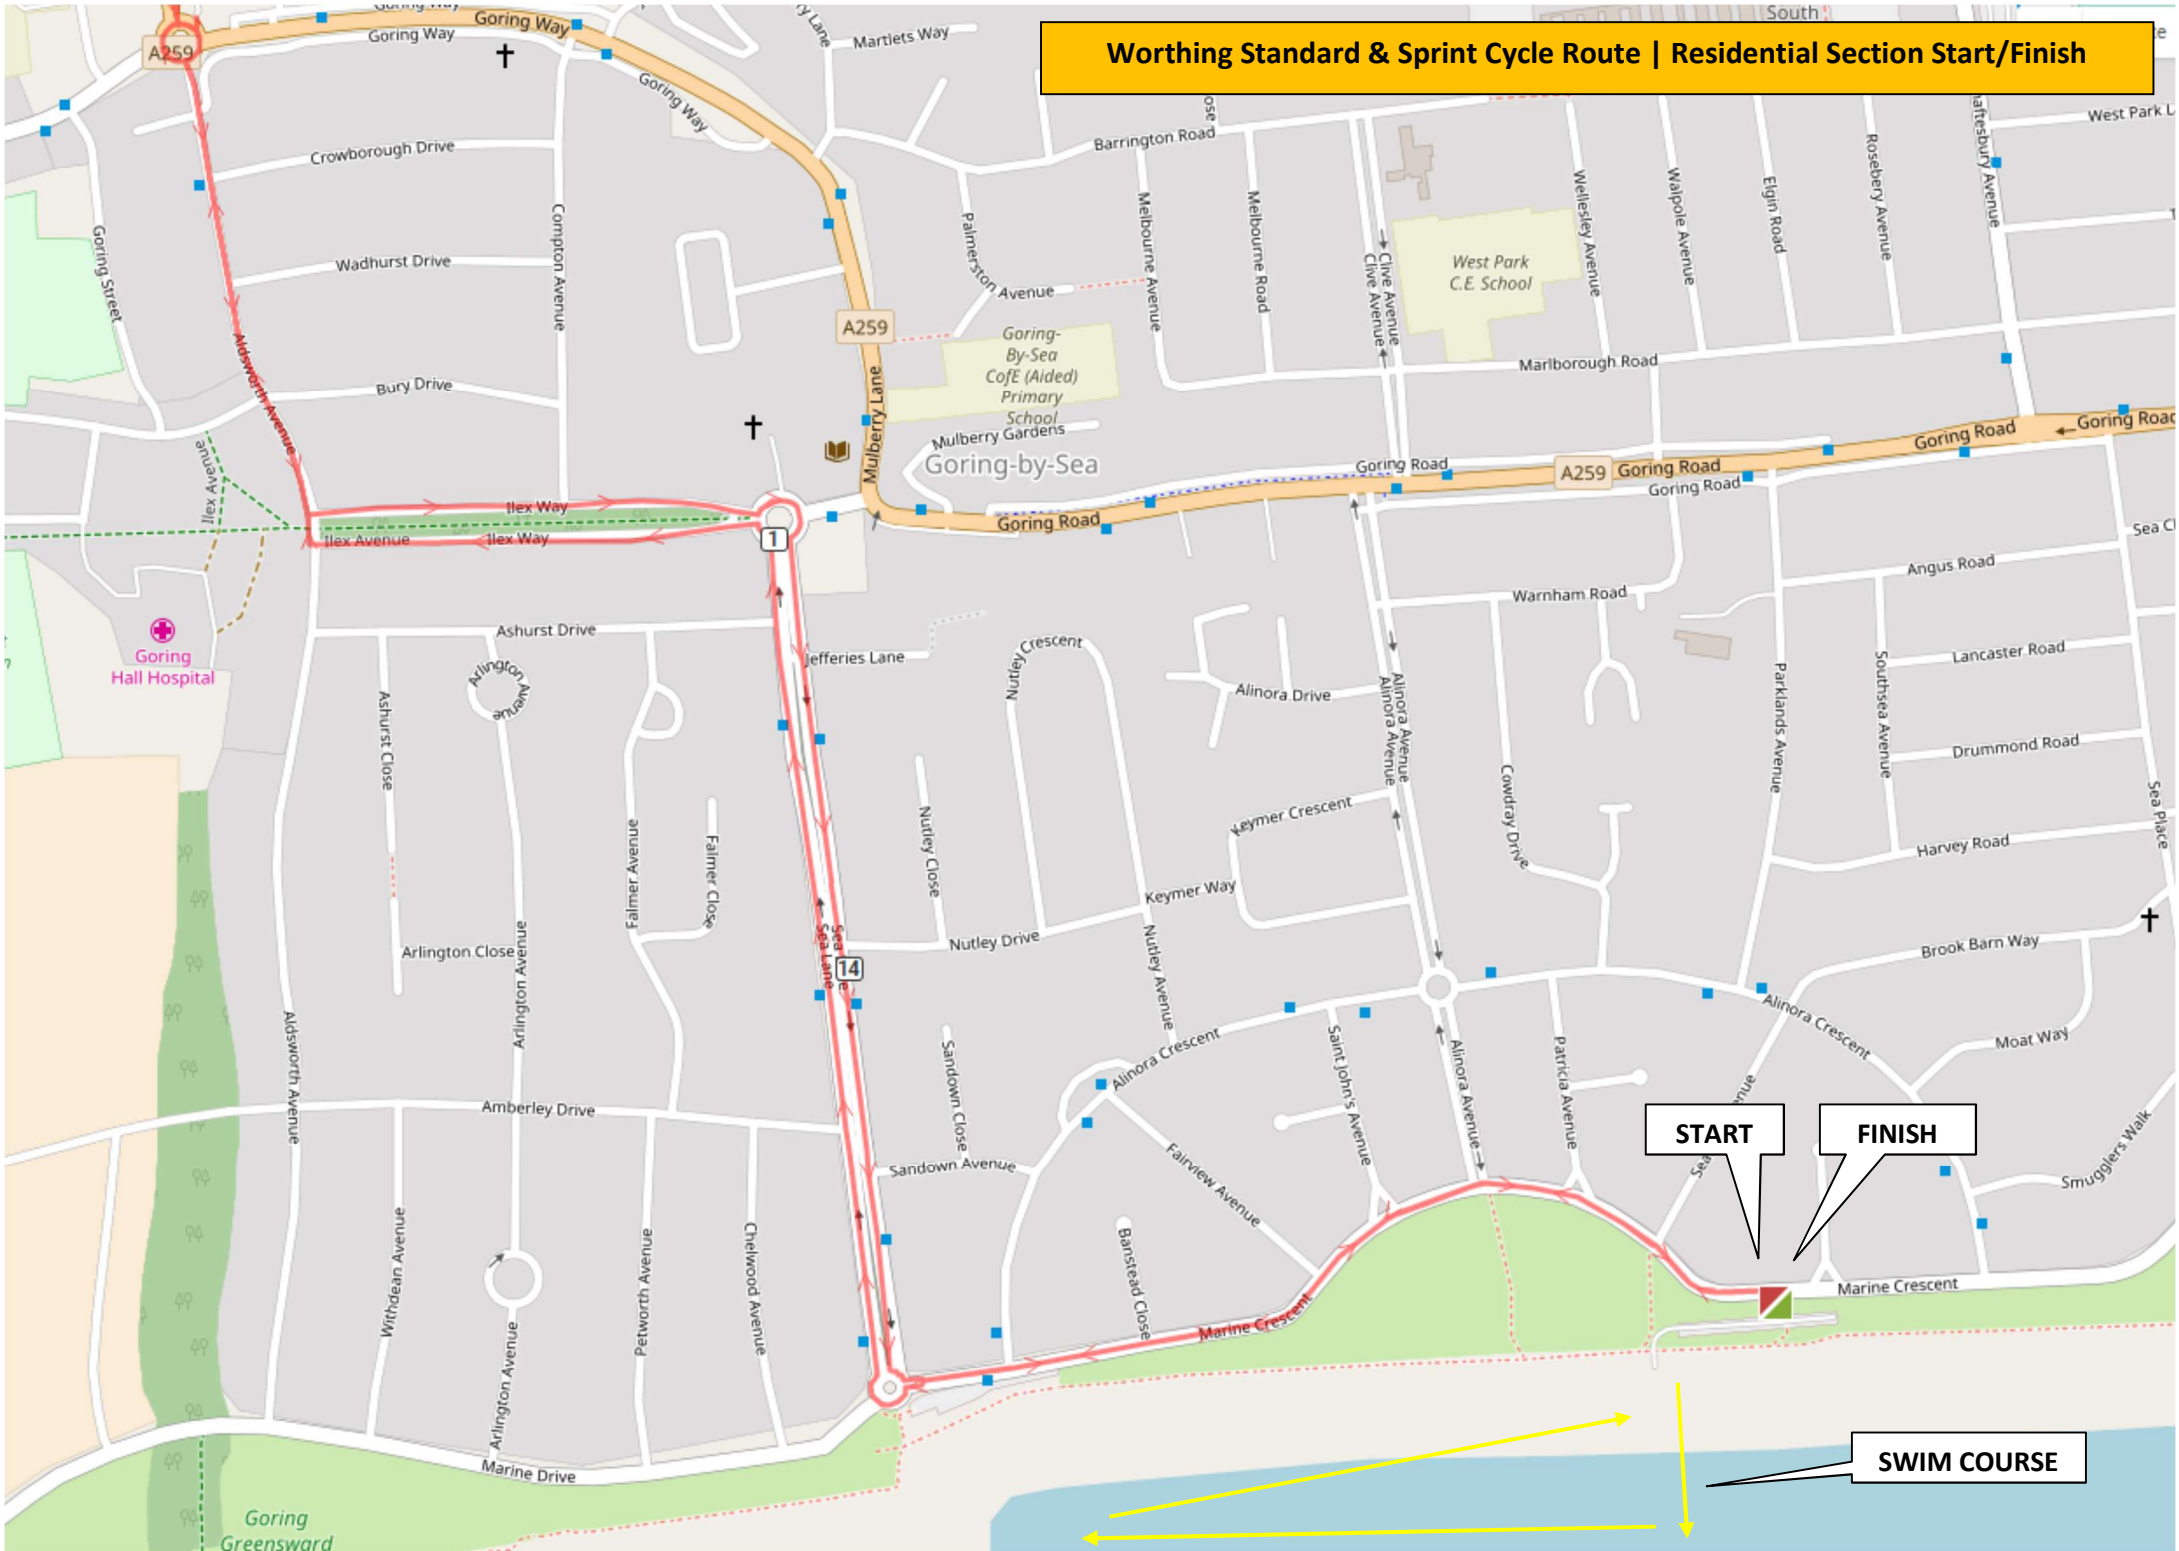 Worthing Standard & Sprint Cycle Route | Residential Section Start/Finish
South
A259
Goring Way
Goring Way
Goring Way
Martlets Way
Barrington Road
West Park
Crowborough Drive
Compton Avenue
Goring Street
Wadhurst Drive
Palmerston Avenue
Melbourne Avenue
Melbourne Road
Clive Avenue
Clive Avenue
West Park
C.E. School
Wellesley Avenue
Walpole Avenue
Elgin Road
Rosebery Avenue
aftesbury Avenue
A259
Goring-
By-Sea
CofE (Aided)
Primary
School
Aldsworth Avenue
Bury Drive
Mulberry Lane
Mulberry Gardens
Goring-by-Sea
Marlborough Road
Goring Road
A259
Goring Road
Goring Road
Goring Road
Goring Road
Goring Road
Ilex Avenue
Ilex Way
Ilex Avenue
Ilex Way
1
Goring
Hall Hospital
Ashurst Drive
Jefferies Lane
Arlington Avenue
Ashurst Close
Nutley Crescent
Alinora Drive
Alinora Avenue
Alinora Avenue
Warnham Road
Angus Road
Sea Cl
Lancaster Road
Southsea Avenue
Parklands Avenue
Drummond Road
Harvey Road
Sea Place
Cowdray Drive
Keymer Crescent
Keymer Way
Nutley Close
Nutley Drive
Nutley Avenue
Falmer Avenue
Falmer Close
Sea Lane
Sea Lane
14
Arlington Close
Arlington Avenue
Aldsworth Avenue
Amberley Drive
Sandown Close
Sandown Avenue
Alinora Crescent
Saint John's Avenue
Alinora Avenue
Patricia Avenue
Alinora Crescent
Brook Barn Way
Moat Way
Smugglers Walk
START
FINISH
Fairview Avenue
Banstead Close
Withdean Avenue
Petworth Avenue
Chelwood Avenue
Arlington Avenue
Marine Crescent
Marine Crescent
Marine Drive
SWIM COURSE
Goring
Greensward